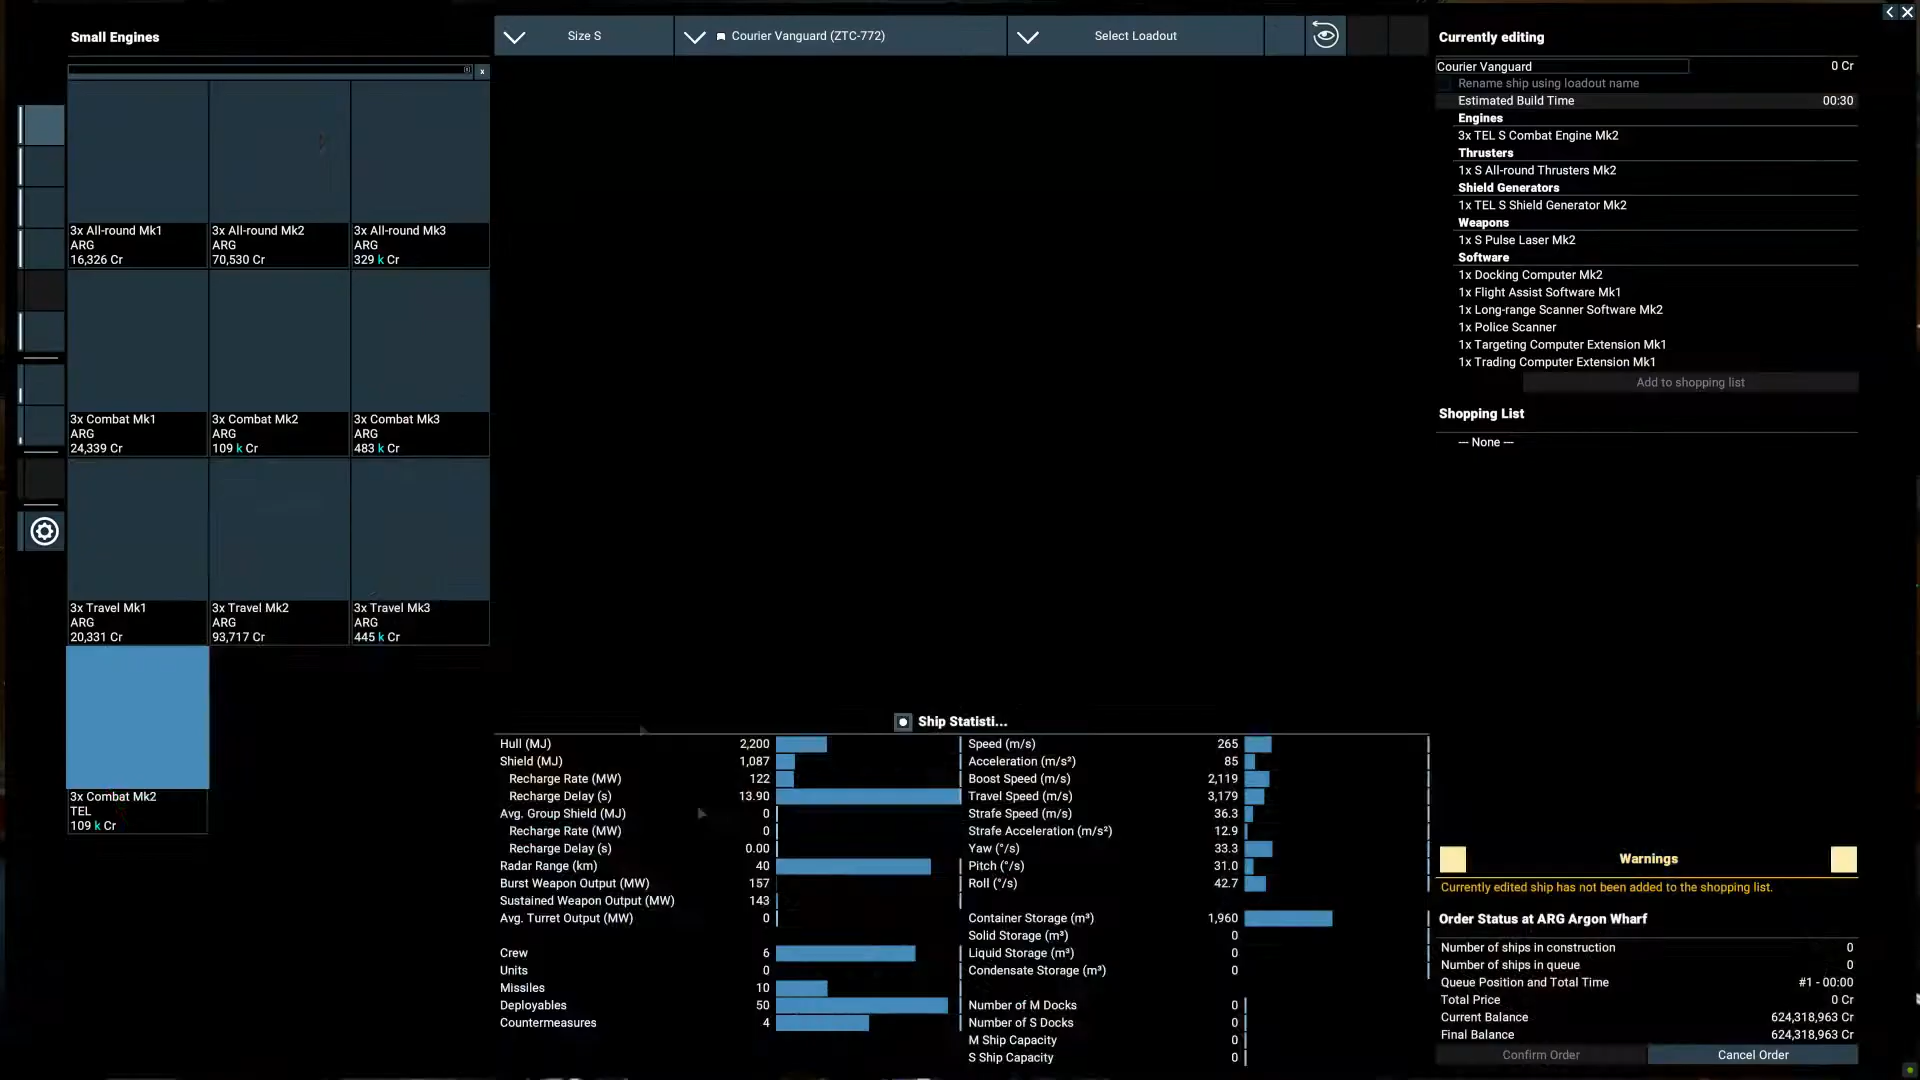 Small Engines
x
3x All-round Mk1
ARG
16,326 Cr
3x All-round Mk2
ARG
70,530 Cr
3x All-round Mk3
ARG
329 k Cr
3x Combat Mk1
ARG
24,339 Cr
3x Combat Mk2
ARG
109 k Cr
3x Combat Mk3
ARG
483 k Cr
3x Travel Mk1
ARG
20,331 Cr
3x Travel Mk2
ARG
93,717 Cr
3x Travel Mk3
ARG
445 k Cr
3x Combat Mk2
TEL
109 k Cr
Size S
Courier Vanguard (ZTC-772)
Select Loadout
Ship Statisti...
Hull (MJ) 2,200
Shield (MJ) 1,087
Recharge Rate (MW) 122
Recharge Delay (s) 13.90
Avg. Group Shield (MJ) 0
Recharge Rate (MW) 0
Recharge Delay (s) 0.00
Radar Range (km) 40
Burst Weapon Output (MW) 157
Sustained Weapon Output (MW) 143
Avg. Turret Output (MW) 0
Crew 6
Units 0
Missiles 10
Deployables 50
Countermeasures 4
Speed (m/s) 265
Acceleration (m/s²) 85
Boost Speed (m/s) 2,119
Travel Speed (m/s) 3,179
Strafe Speed (m/s) 36.3
Strafe Acceleration (m/s²) 12.9
Yaw (°/s) 33.3
Pitch (°/s) 31.0
Roll (°/s) 42.7
Container Storage (m³) 1,960
Solid Storage (m³) 0
Liquid Storage (m³) 0
Condensate Storage (m³) 0
Number of M Docks 0
Number of S Docks 0
M Ship Capacity 0
S Ship Capacity 0
Currently editing
Courier Vanguard 0 Cr
Rename ship using loadout name
Estimated Build Time 00:30
Engines
3x TEL S Combat Engine Mk2
Thrusters
1x S All-round Thrusters Mk2
Shield Generators
1x TEL S Shield Generator Mk2
Weapons
1x S Pulse Laser Mk2
Software
1x Docking Computer Mk2
1x Flight Assist Software Mk1
1x Long-range Scanner Software Mk2
1x Police Scanner
1x Targeting Computer Extension Mk1
1x Trading Computer Extension Mk1
Add to shopping list
Shopping List
— None —
Warnings
Currently edited ship has not been added to the shopping list.
Order Status at ARG Argon Wharf
Number of ships in construction 0
Number of ships in queue 0
Queue Position and Total Time #1 - 00:00
Total Price 0 Cr
Current Balance 624,318,963 Cr
Final Balance 624,318,963 Cr
Confirm Order
Cancel Order